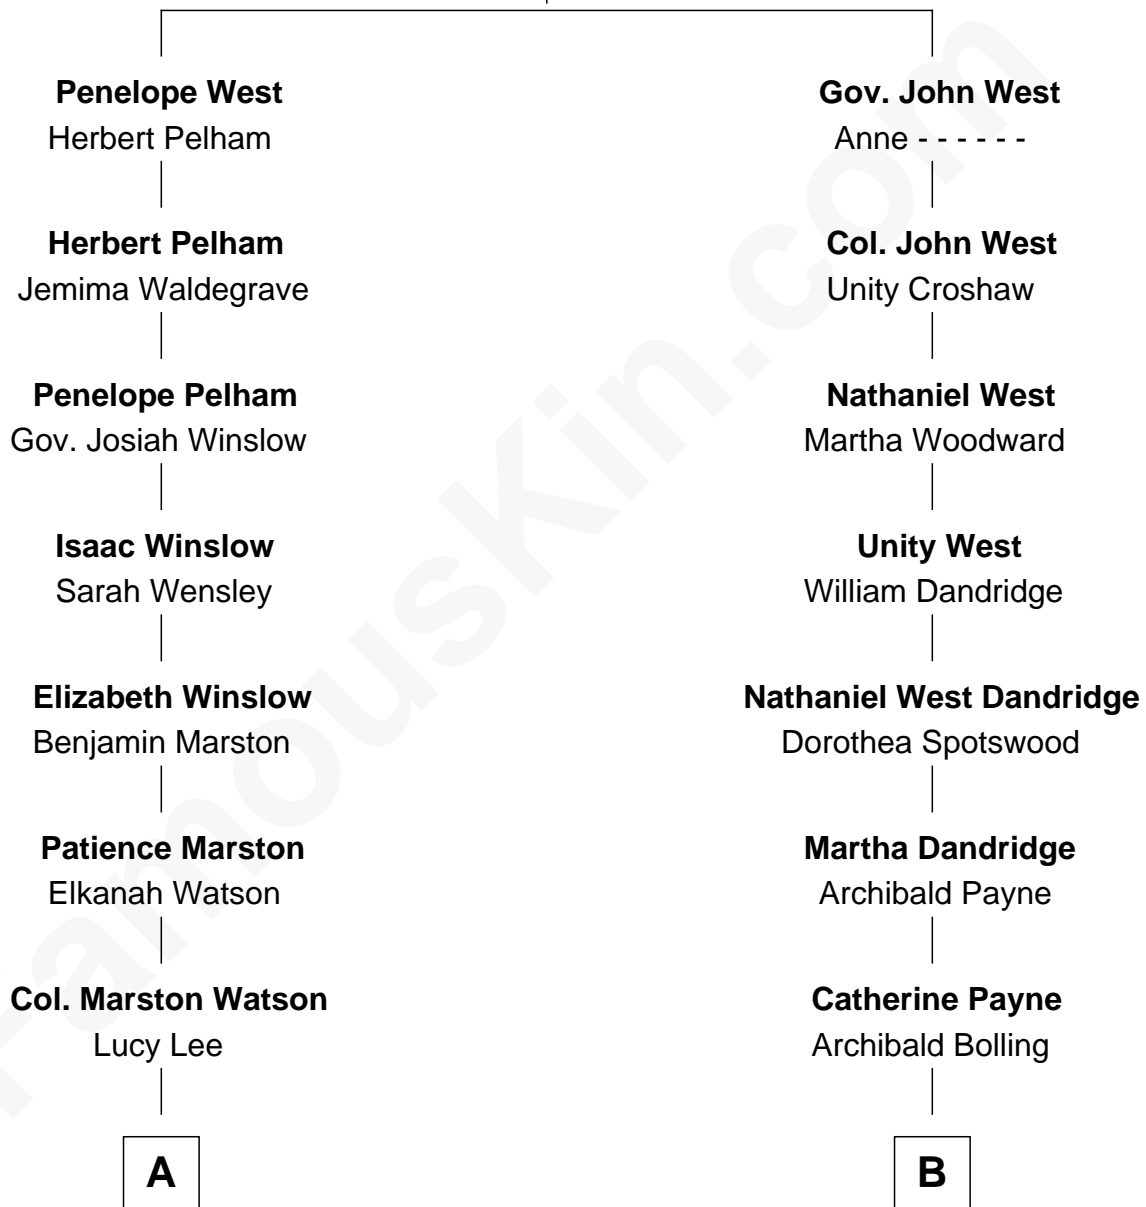 Penelope West
Herbert Pelham
Herbert Pelham
Jemima Waldegrave
Penelope Pelham
Gov. Josiah Winslow
Isaac Winslow
Sarah Wensley
Elizabeth Winslow
Benjamin Marston
Patience Marston
Elkanah Watson
Col. Marston Watson
Lucy Lee
A
Gov. John West
Anne - - - - - -
Col. John West
Unity Croshaw
Nathaniel West
Martha Woodward
Unity West
William Dandridge
Nathaniel West Dandridge
Dorothea Spotswood
Martha Dandridge
Archibald Payne
Catherine Payne
Archibald Bolling
B
FamousKin.com